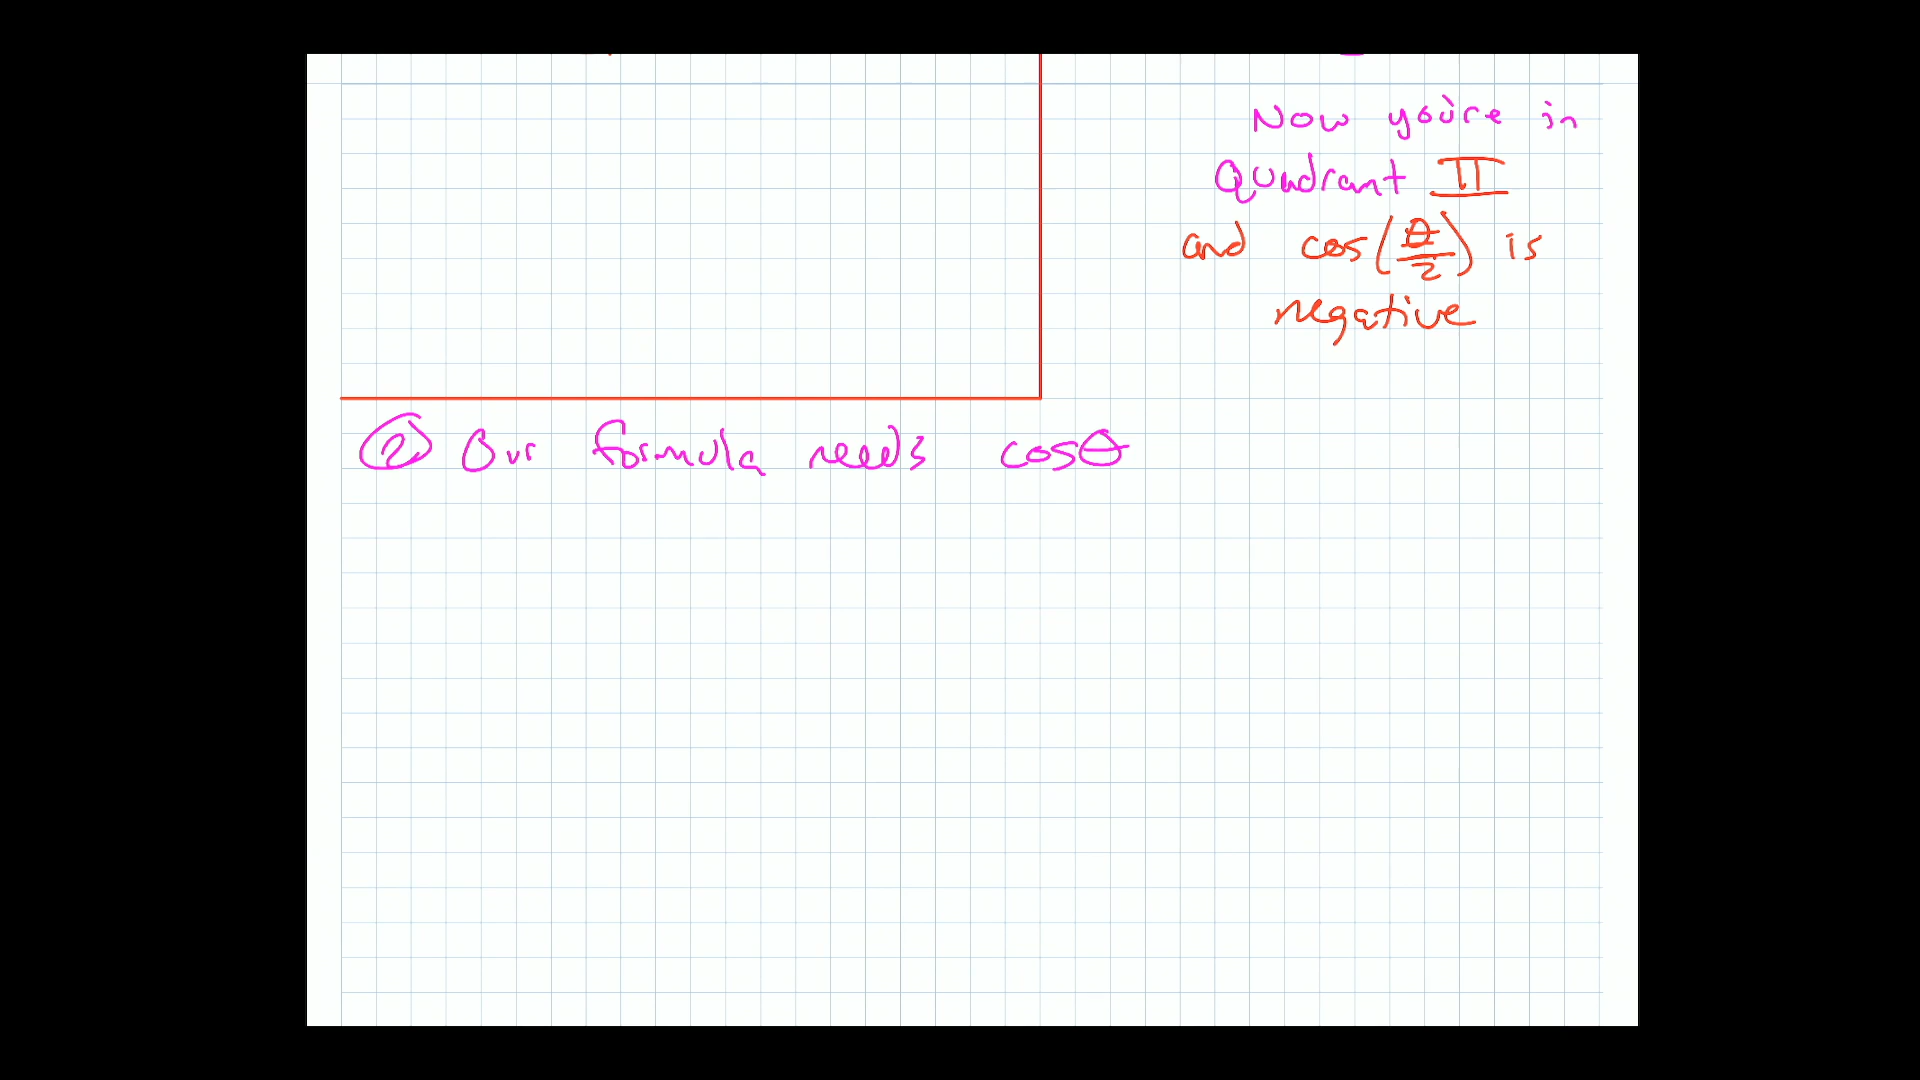 Now you're in
Quadrant II
and cos(θ/2) is
negative
② Our formula needs cosθ